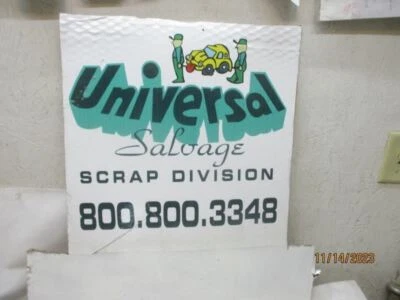 Universal
Salvage
SCRAP DIVISION
800.800.3348
11/14/2023